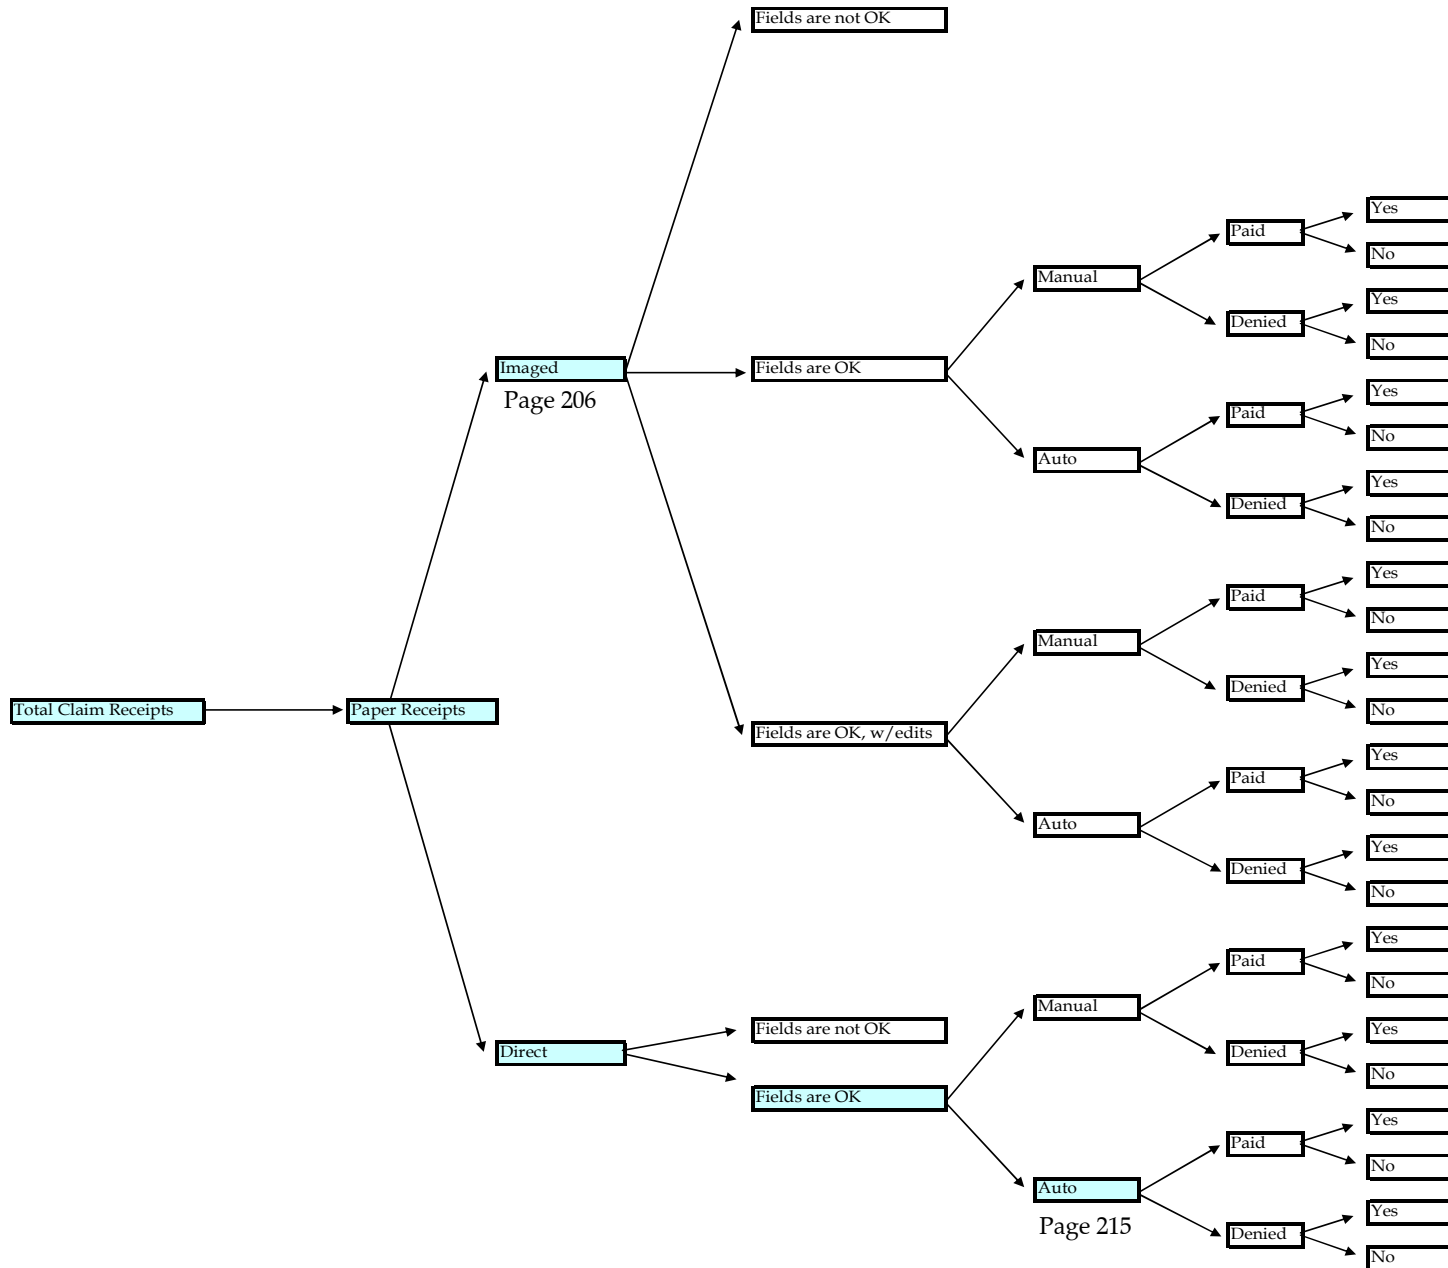 Fields are not OK
Yes
Paid
No
Manual
Yes
Denied
No
Imaged
Fields are OK
Page 206
Yes
Paid
No
Auto
Yes
Denied
No
Yes
Paid
No
Manual
Yes
Denied
No
Total Claim Receipts
Paper Receipts
Fields are OK, w/edits
Yes
Paid
No
Auto
Yes
Denied
No
Yes
Paid
No
Manual
Fields are not OK
Yes
Direct
Denied
No
Fields are OK
Yes
Paid
No
Auto
Page 215
Yes
Denied
No